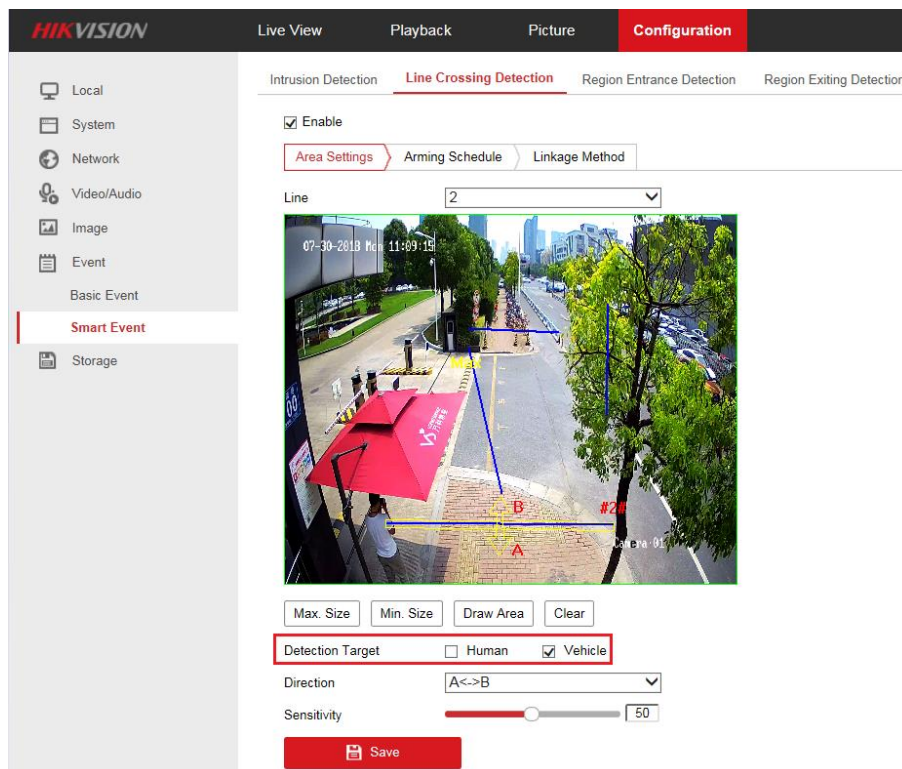 HIKVISION
Live View Playback Picture Configuration
Local
System
Network
Video/Audio
Image
Event
Basic Event
Smart Event
Storage
Intrusion Detection Line Crossing Detection Region Entrance Detection Region Exiting Detection
Enable
Area Settings Arming Schedule Linkage Method
Line 2
07-30-2018 Mon 11:09:15
Max
B #2#
Camera 01
A
Max. Size Min. Size Draw Area Clear
Detection Target Human Vehicle
Direction A<->B
Sensitivity 50
Save